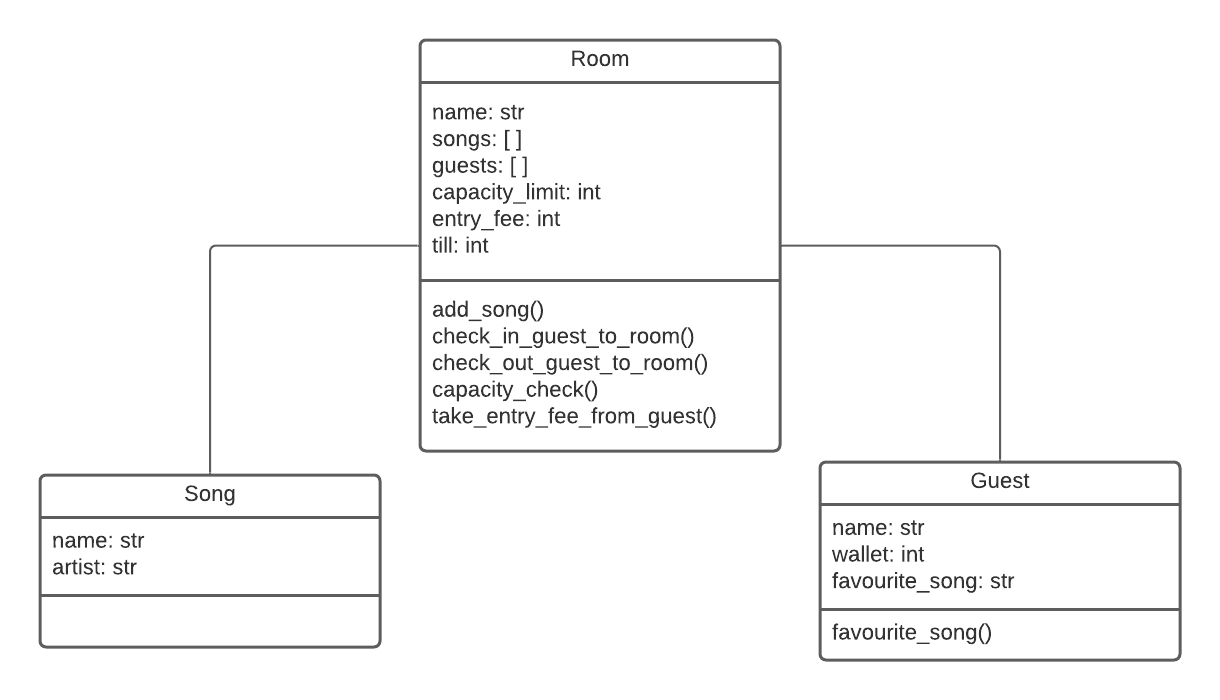 Room
name: str
songs: [ ]
guests: [ ]
capacity_limit: int
entry_fee: int
till: int
add_song()
check_in_guest_to_room()
check_out_guest_to_room()
capacity_check()
take_entry_fee_from_guest()
Song
name: str
artist: str
Guest
name: str
wallet: int
favourite_song: str
favourite_song()